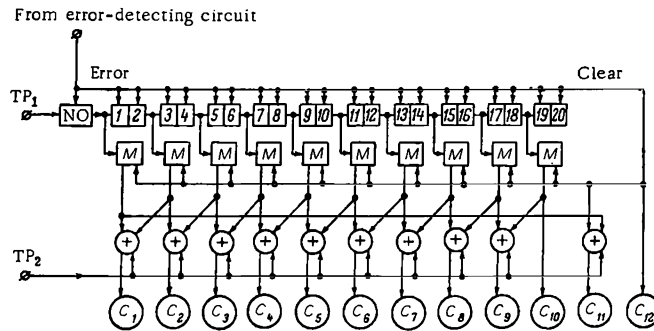 From error-detecting circuit
Error
Clear
TP1
NO 1 2 3 4 5 6 7 8 9 10 11 12 13 14 15 16 17 18 19 20
M M M M M M M M M
+ + + + + + + + + +
TP2
C1 C2 C3 C4 C5 C6 C7 C8 C9 C10 C11 C12